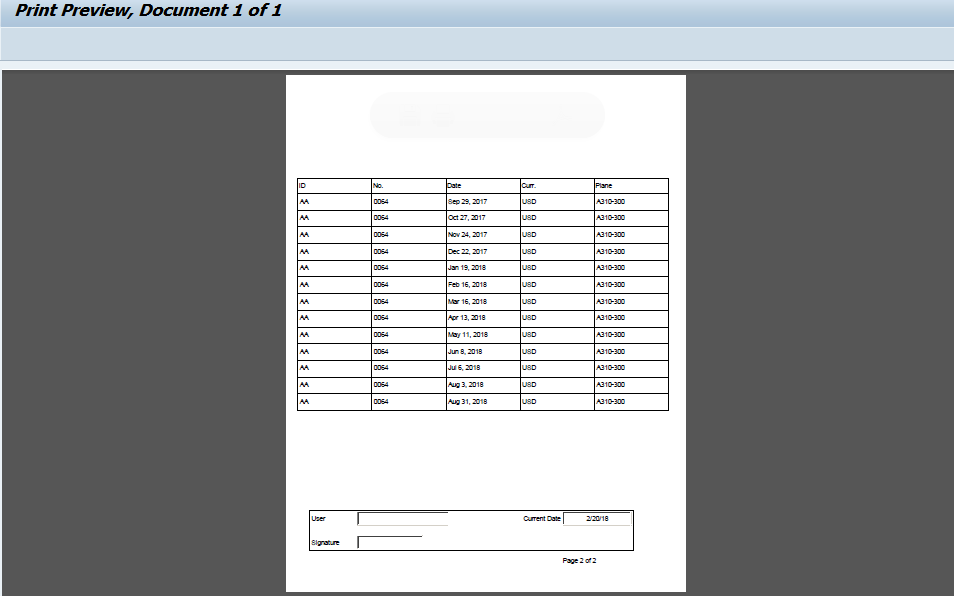 Print Preview, Document 1 of 1
ID No. Date Curr. Plane
AA 0064 Sep 29, 2017 USD A310-300
AA 0064 Oct 27, 2017 USD A310-300
AA 0064 Nov 24, 2017 USD A310-300
AA 0064 Dec 22, 2017 USD A310-300
AA 0064 Jan 19, 2018 USD A310-300
AA 0064 Feb 16, 2018 USD A310-300
AA 0064 Mar 16, 2018 USD A310-300
AA 0064 Apr 13, 2018 USD A310-300
AA 0064 May 11, 2018 USD A310-300
AA 0064 Jun 8, 2018 USD A310-300
AA 0064 Jul 6, 2018 USD A310-300
AA 0064 Aug 3, 2018 USD A310-300
AA 0064 Aug 31, 2018 USD A310-300
User Current Date 2/20/18
Signature
Page 2 of 2